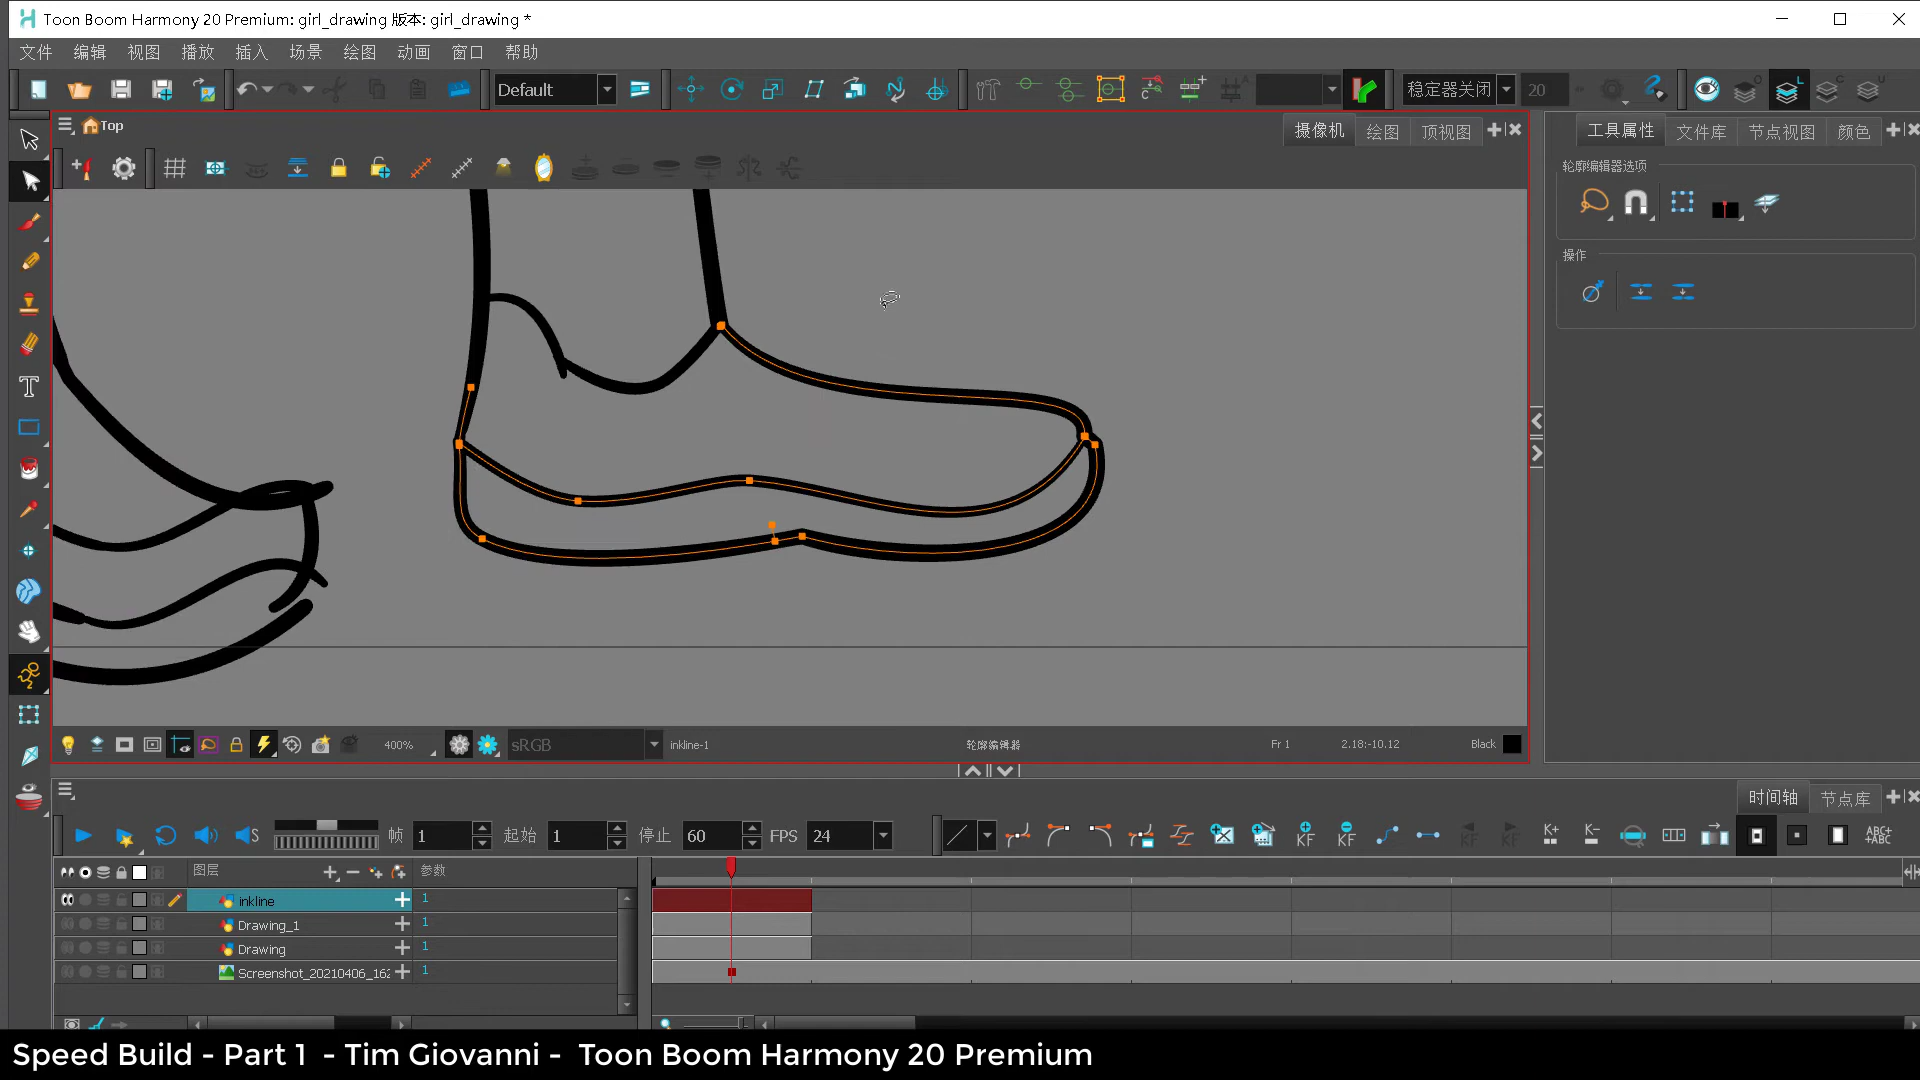 Toon Boom Harmony 20 Premium: girl_drawing 版本: girl_drawing *
文件 编辑 视图 播放 插入 场景 绘图 动画 窗口 帮助
Default 稳定器关闭 20
Top 摄像机 绘图 顶视图 工具属性 文件库 节点视图 颜色
轮廓编辑器选项
操作
400% sRGB inkline-1 轮廓编辑器 Fr 1 2.18:-10.12 Black
时间轴 节点库
帧 1 起始 1 停止 60 FPS 24
图层 参数
inkline 1
Drawing_1 1
Drawing 1
Screenshot_20210406_162 1
Speed Build - Part 1 - Tim Giovanni - Toon Boom Harmony 20 Premium